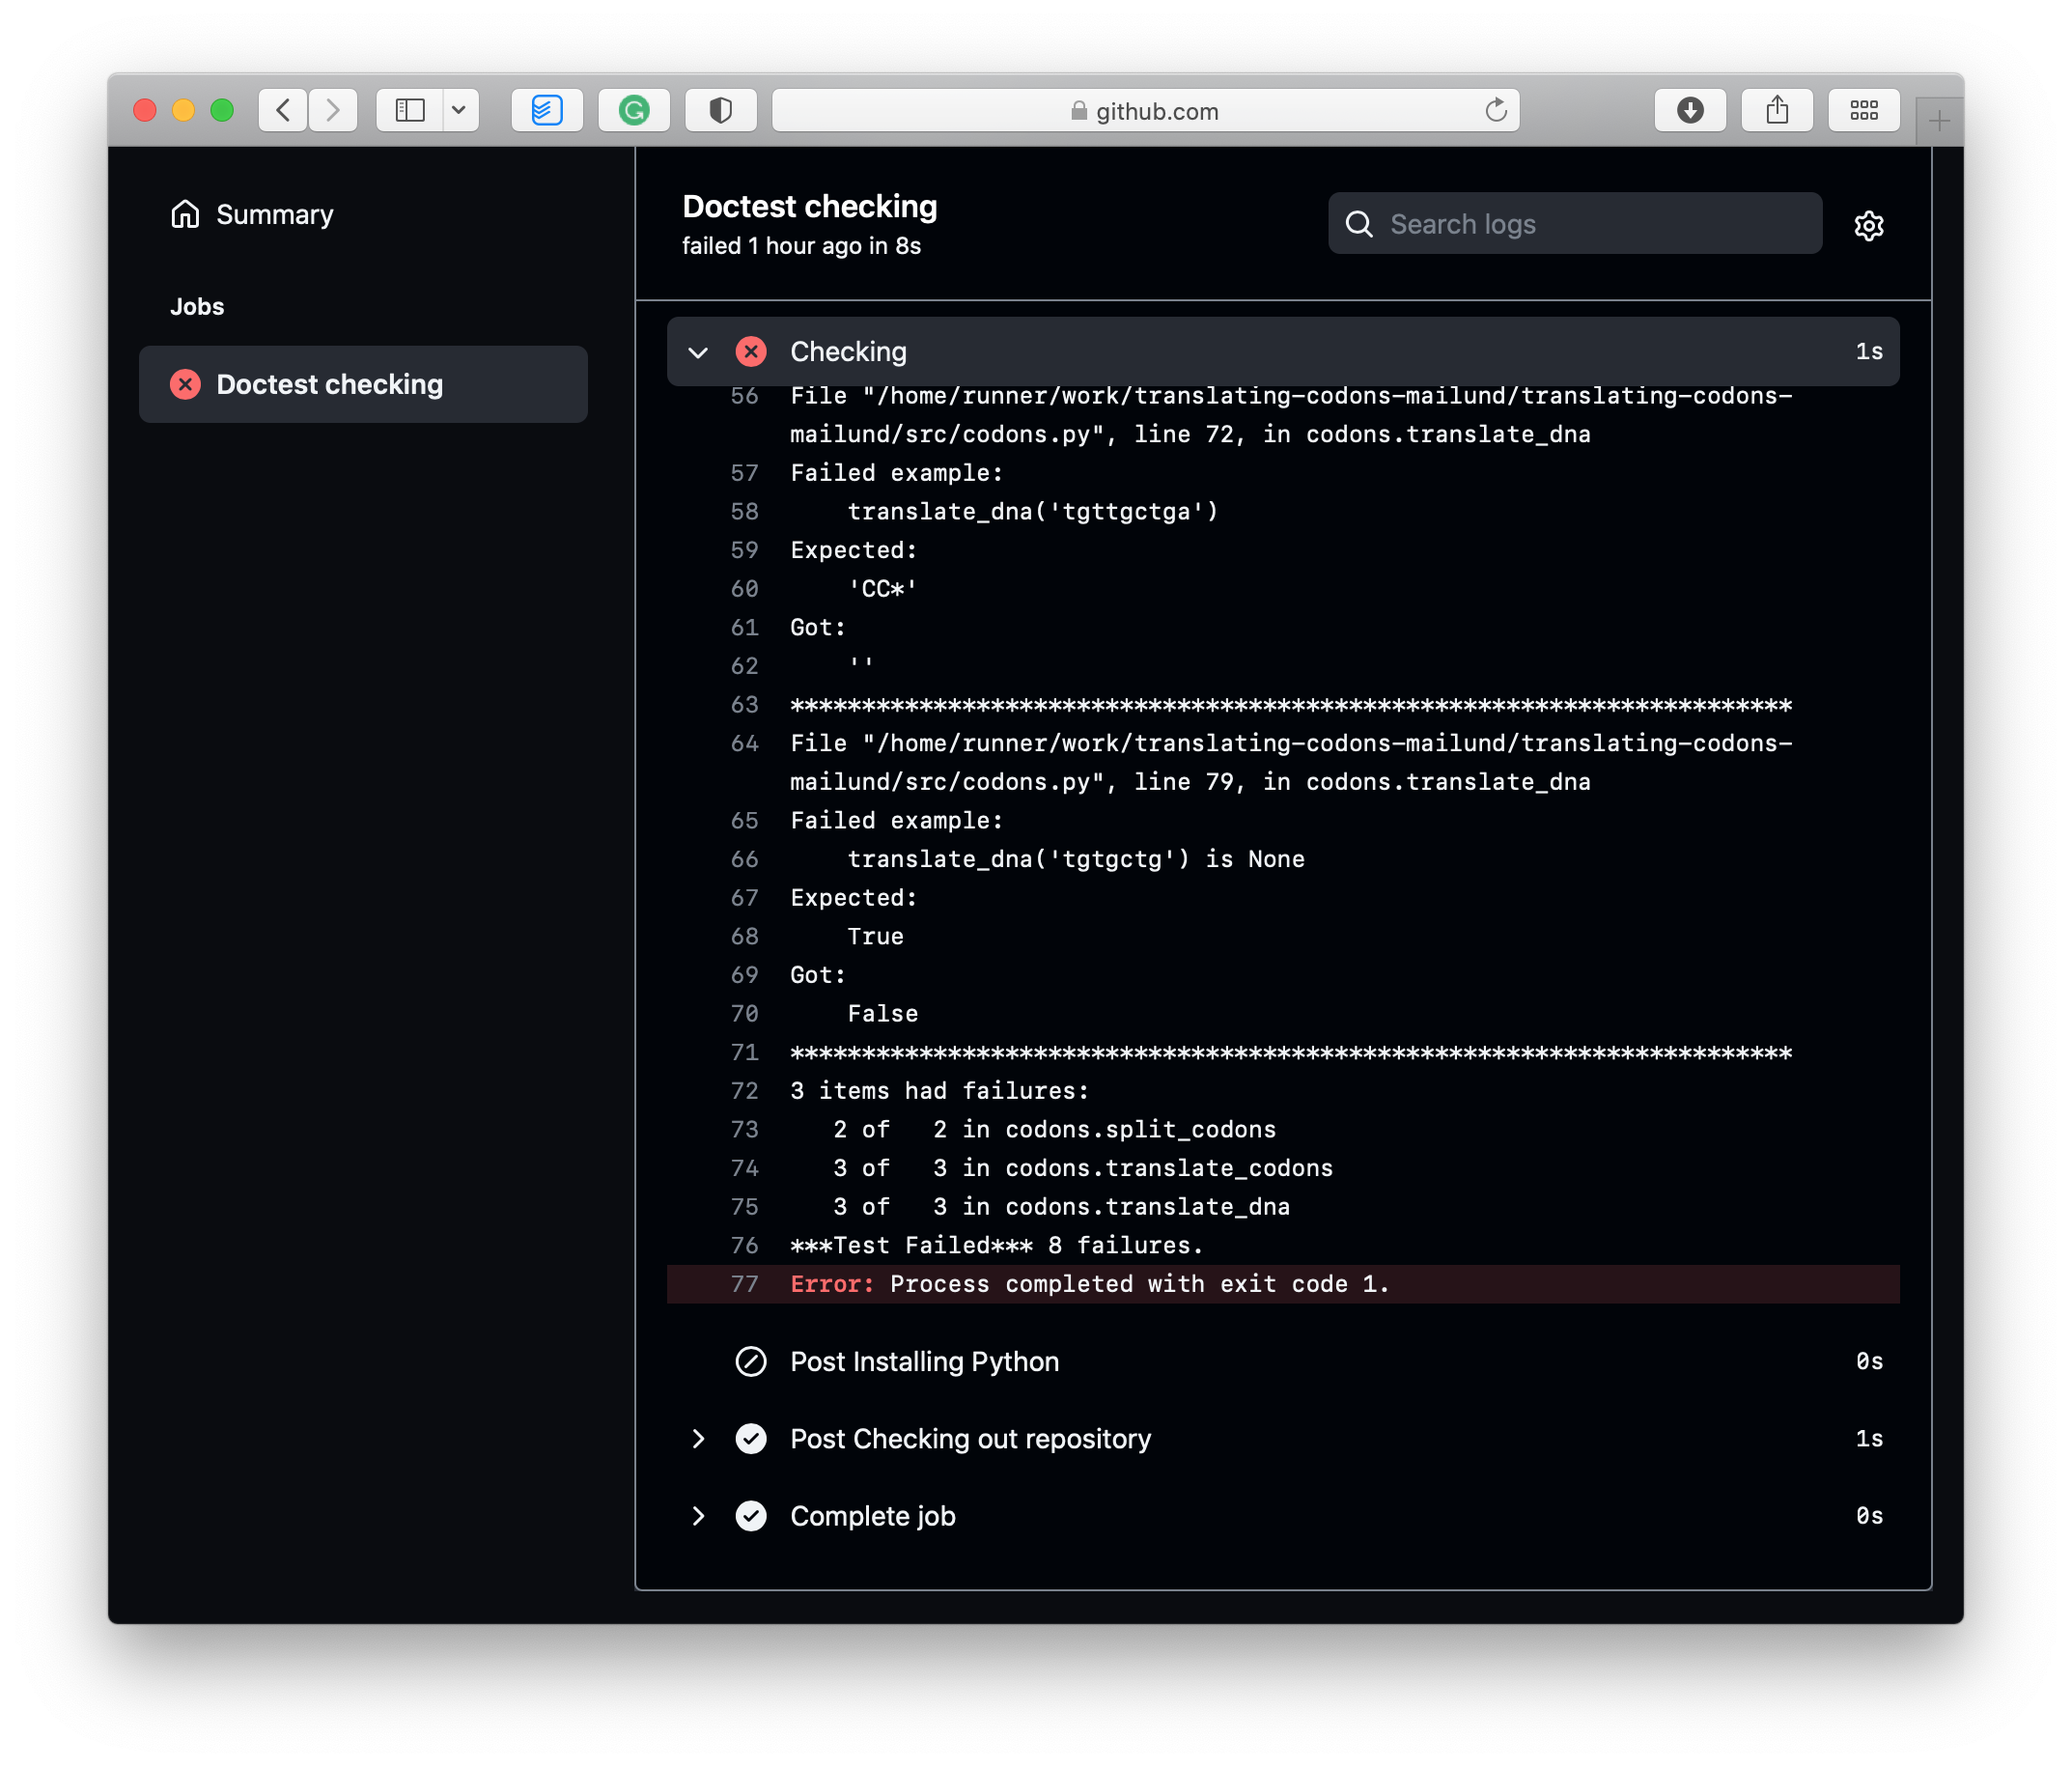 github.com
Summary
Jobs
Doctest checking
Doctest checking
failed 1 hour ago in 8s
Search logs
Checking 1s
56 File "/home/runner/work/translating-codons-mailund/translating-codons-
mailund/src/codons.py", line 72, in codons.translate_dna
57 Failed example:
58 translate_dna('tgttgctga')
59 Expected:
60 'CC*'
61 Got:
62 ''
63 **********************************************************************
64 File "/home/runner/work/translating-codons-mailund/translating-codons-
mailund/src/codons.py", line 79, in codons.translate_dna
65 Failed example:
66 translate_dna('tgtgctg') is None
67 Expected:
68 True
69 Got:
70 False
71 **********************************************************************
72 3 items had failures:
73 2 of 2 in codons.split_codons
74 3 of 3 in codons.translate_codons
75 3 of 3 in codons.translate_dna
76 ***Test Failed*** 8 failures.
77 Error: Process completed with exit code 1.
Post Installing Python 0s
Post Checking out repository 1s
Complete job 0s